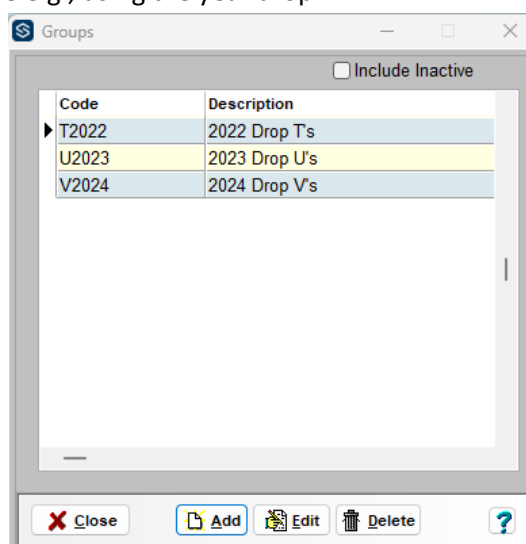 Groups
Include Inactive
Code Description
T2022 2022 Drop T's
U2023 2023 Drop U's
V2024 2024 Drop V's
Close Add Edit Delete ?